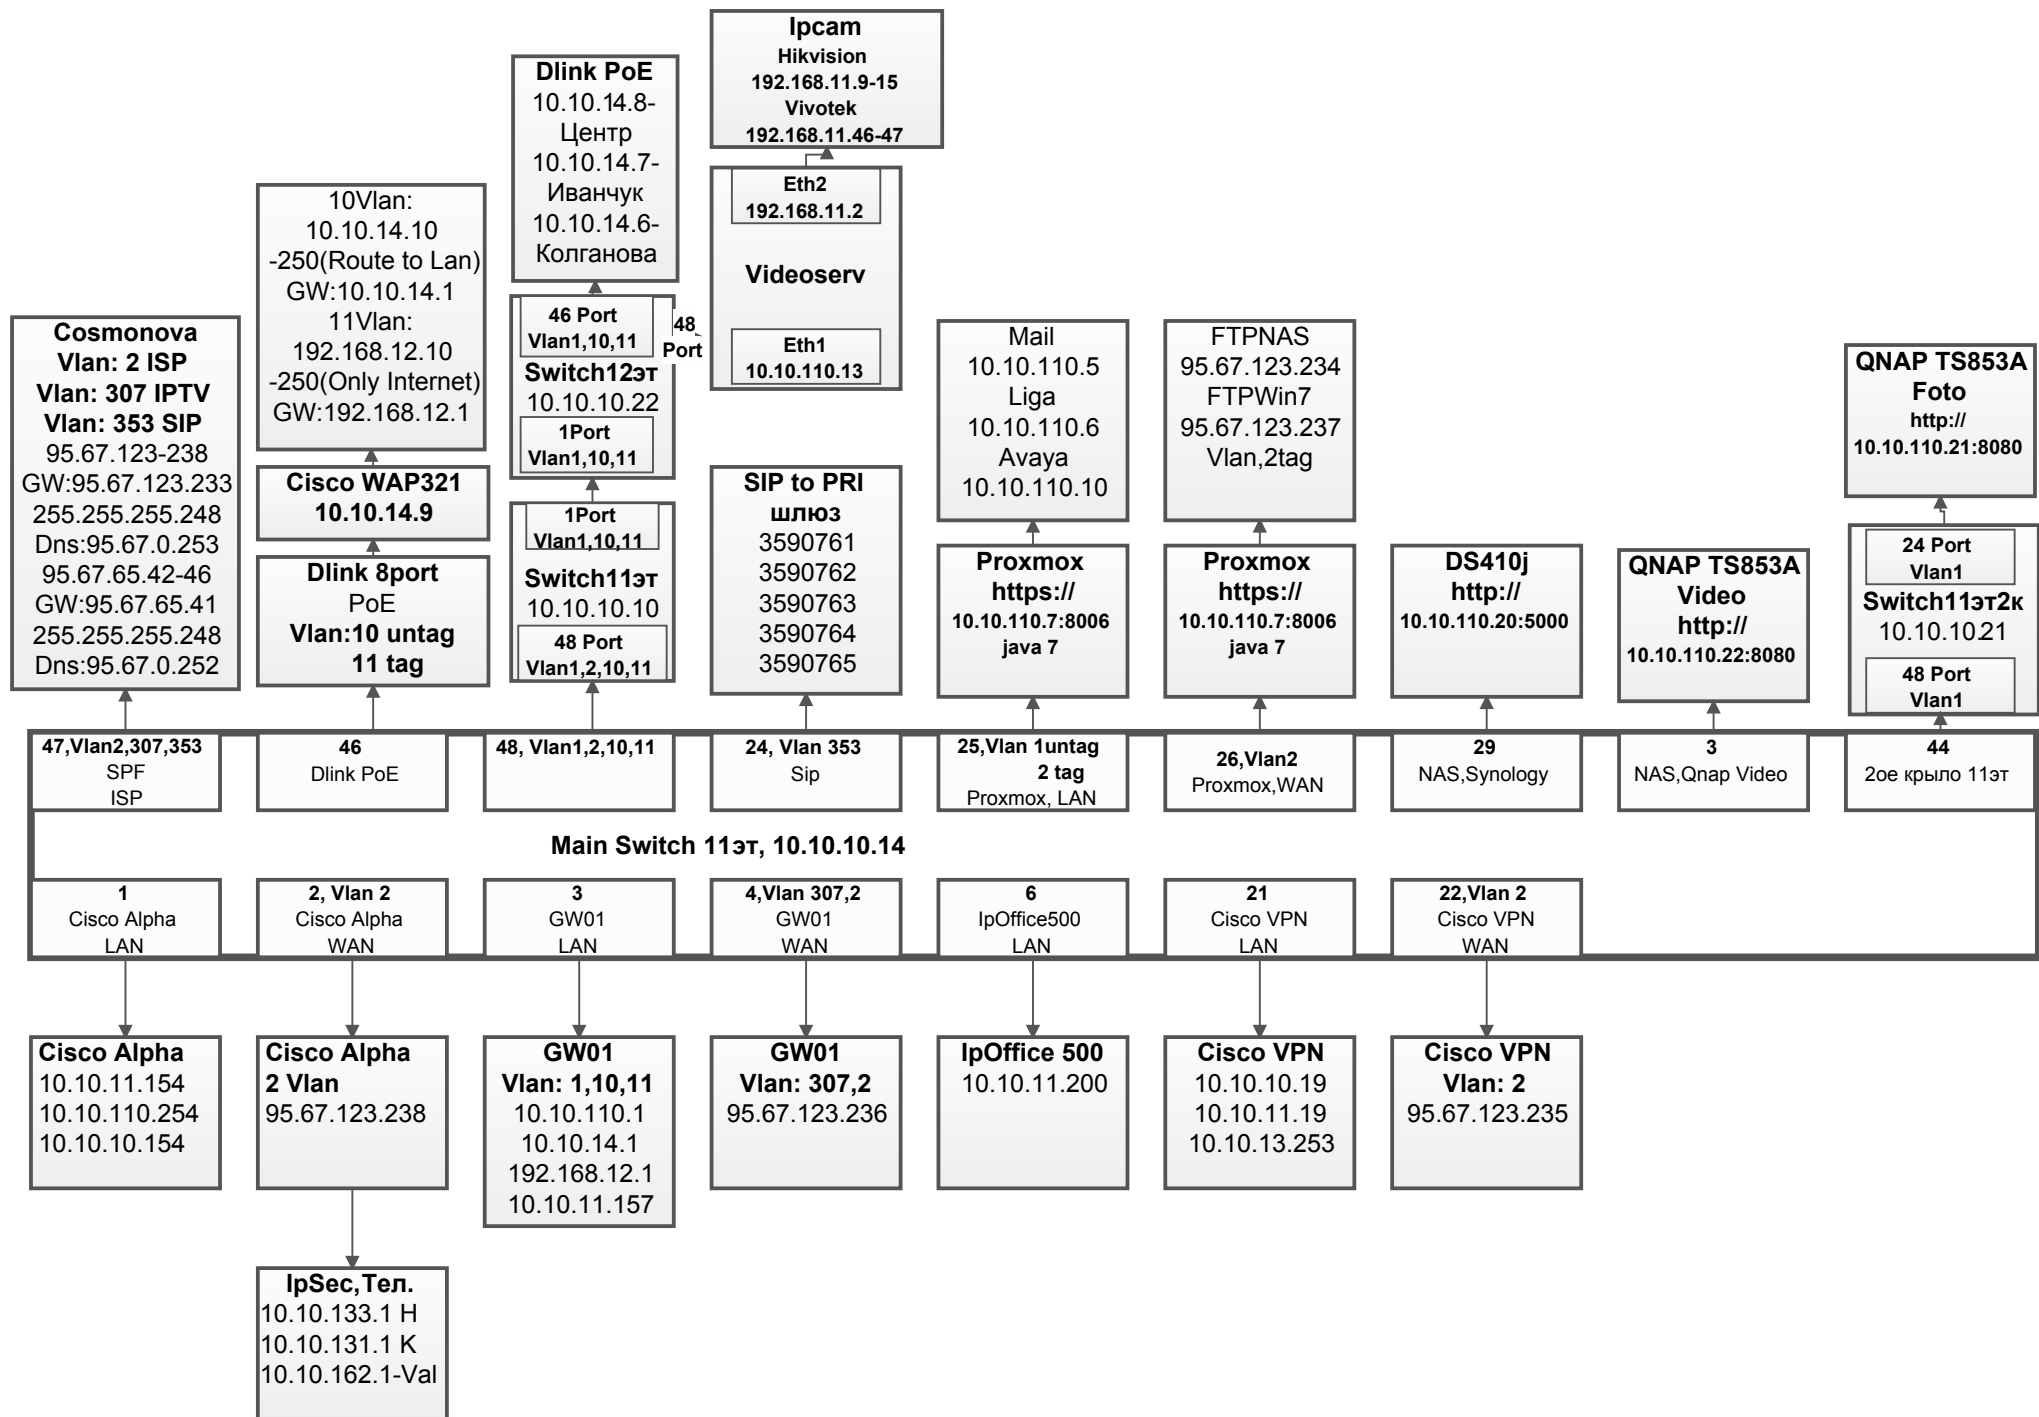 Ipcam
Hikvision
192.168.11.9-15
Vivotek
192.168.11.46-47
Dlink PoE
10.10.14.8-
Центр
10.10.14.7-
Иванчук
10.10.14.6-
Колганова
Eth2
192.168.11.2
Videoserv
Eth1
10.10.110.13
10Vlan:
10.10.14.10
-250(Route to Lan)
GW:10.10.14.1
11Vlan:
192.168.12.10
-250(Only Internet)
GW:192.168.12.1
46 Port
Vlan1,10,11
48
Port
Switch12эт
10.10.10.22
1Port
Vlan1,10,11
Cosmonova
Vlan: 2 ISP
Vlan: 307 IPTV
Vlan: 353 SIP
95.67.123-238
GW:95.67.123.233
255.255.255.248
Dns:95.67.0.253
95.67.65.42-46
GW:95.67.65.41
255.255.255.248
Dns:95.67.0.252
Cisco WAP321
10.10.14.9
Dlink 8port
PoE
Vlan:10 untag
11 tag
1Port
Vlan1,10,11
Switch11эт
10.10.10.10
48 Port
Vlan1,2,10,11
SIP to PRI
шлюз
3590761
3590762
3590763
3590764
3590765
Mail
10.10.110.5
Liga
10.10.110.6
Avaya
10.10.110.10
Proxmox
https://
10.10.110.7:8006
java 7
FTPNAS
95.67.123.234
FTPWin7
95.67.123.237
Vlan,2tag
Proxmox
https://
10.10.110.7:8006
java 7
DS410j
http://
10.10.110.20:5000
QNAP TS853A
Video
http://
10.10.110.22:8080
QNAP TS853A
Foto
http://
10.10.110.21:8080
24 Port
Vlan1
Switch11эт2к
10.10.10.21
48 Port
Vlan1
47,Vlan2,307,353
SPF
ISP
46
Dlink PoE
48, Vlan1,2,10,11
24, Vlan 353
Sip
25,Vlan 1untag
2 tag
Proxmox, LAN
26,Vlan2
Proxmox,WAN
29
NAS,Synology
3
NAS,Qnap Video
44
2ое крыло 11эт
Main Switch 11эт, 10.10.10.14
1
Cisco Alpha
LAN
2, Vlan 2
Cisco Alpha
WAN
3
GW01
LAN
4,Vlan 307,2
GW01
WAN
6
IpOffice500
LAN
21
Cisco VPN
LAN
22,Vlan 2
Cisco VPN
WAN
Cisco Alpha
10.10.11.154
10.10.110.254
10.10.10.154
Cisco Alpha
2 Vlan
95.67.123.238
GW01
Vlan: 1,10,11
10.10.110.1
10.10.14.1
192.168.12.1
10.10.11.157
GW01
Vlan: 307,2
95.67.123.236
IpOffice 500
10.10.11.200
Cisco VPN
10.10.10.19
10.10.11.19
10.10.13.253
Cisco VPN
Vlan: 2
95.67.123.235
IpSec,Тел.
10.10.133.1 H
10.10.131.1 K
10.10.162.1-Val